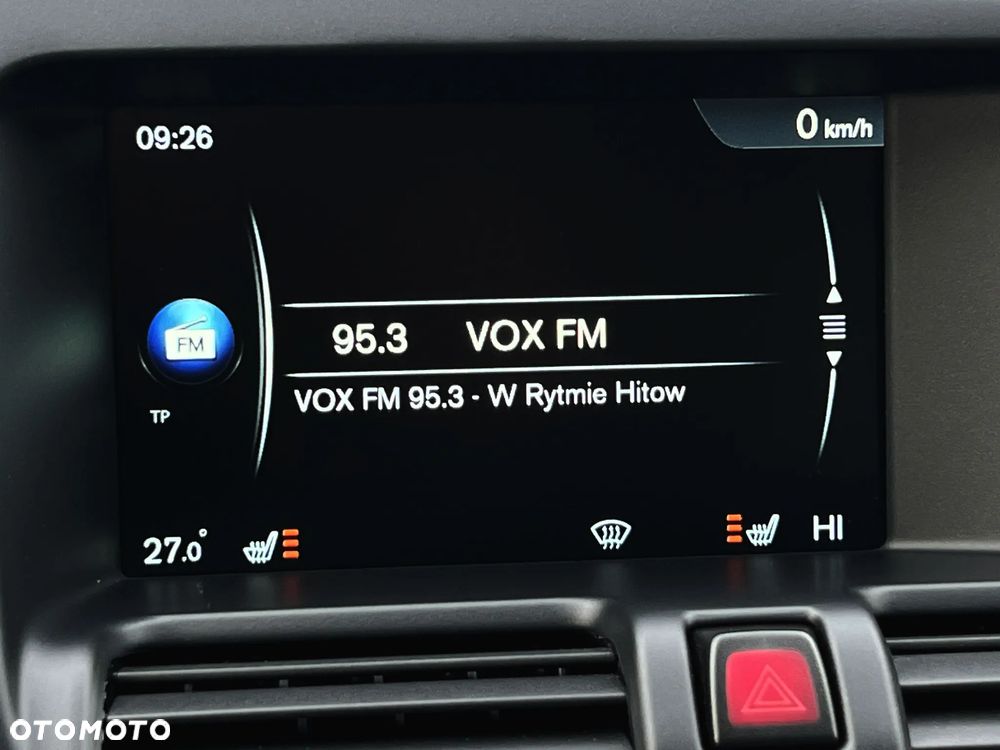 09:26
0 km/h
FM
95.3 VOX FM
VOX FM 95.3 - W Rytmie Hitow
TP
27.0°
HI
OTOMOTO